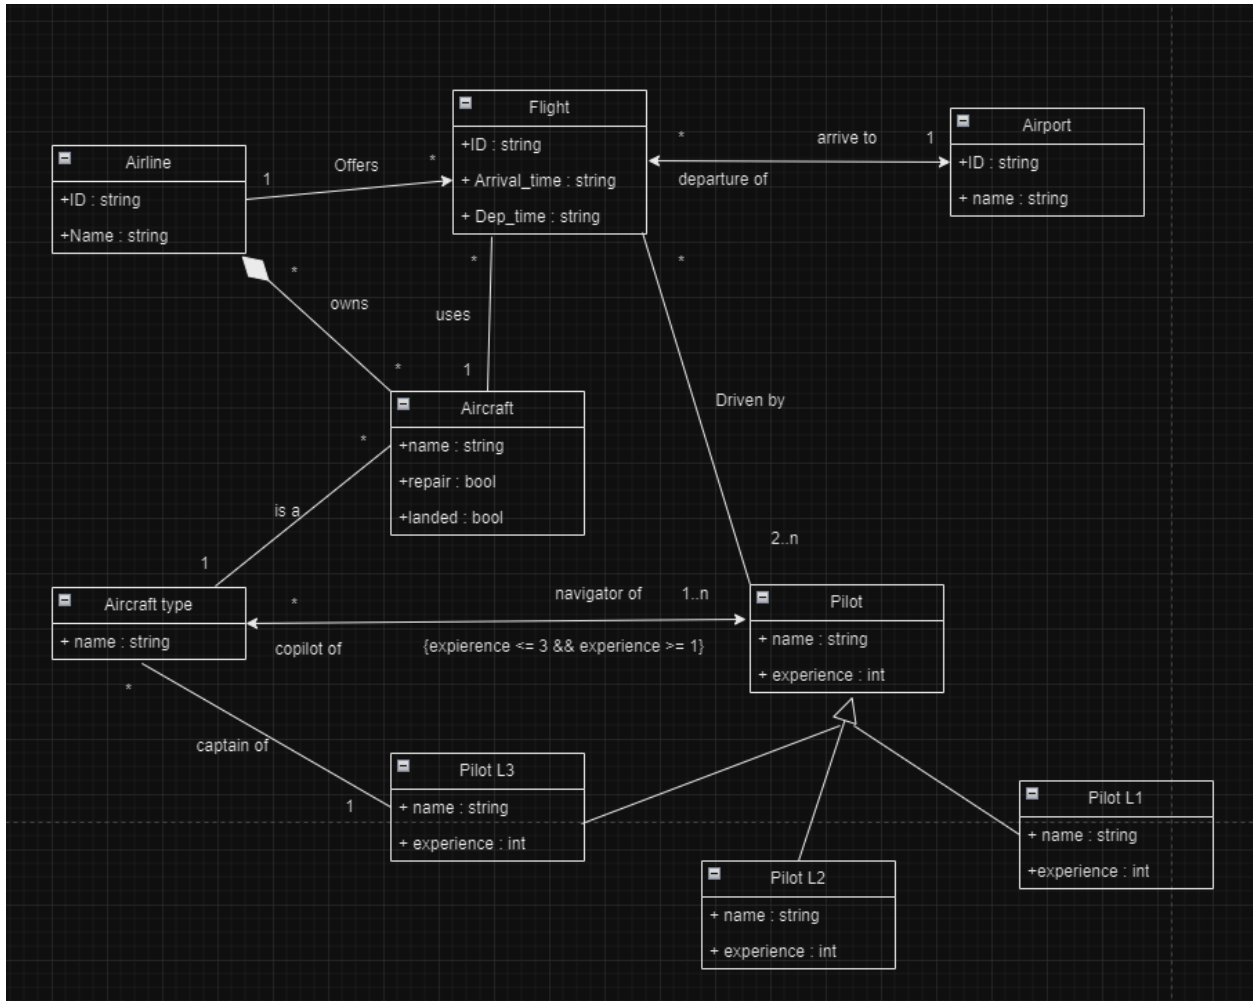 Flight
+ID : string
+ Arrival_time : string
+ Dep_time : string
Airport
+ID : string
+ name : string
Airline
+ID : string
+Name : string
1
Offers
*
*
arrive to
1
departure of
*
owns
*
*
uses
1
*
Driven by
2..n
Aircraft
+name : string
+repair : bool
+landed : bool
*
is a
1
Aircraft type
+ name : string
*
navigator of
1..n
copilot of
{expierence <= 3 && experience >= 1}
Pilot
+ name : string
+ experience : int
*
captain of
1
Pilot L3
+ name : string
+ experience : int
Pilot L2
+ name : string
+ experience : int
Pilot L1
+ name : string
+experience : int